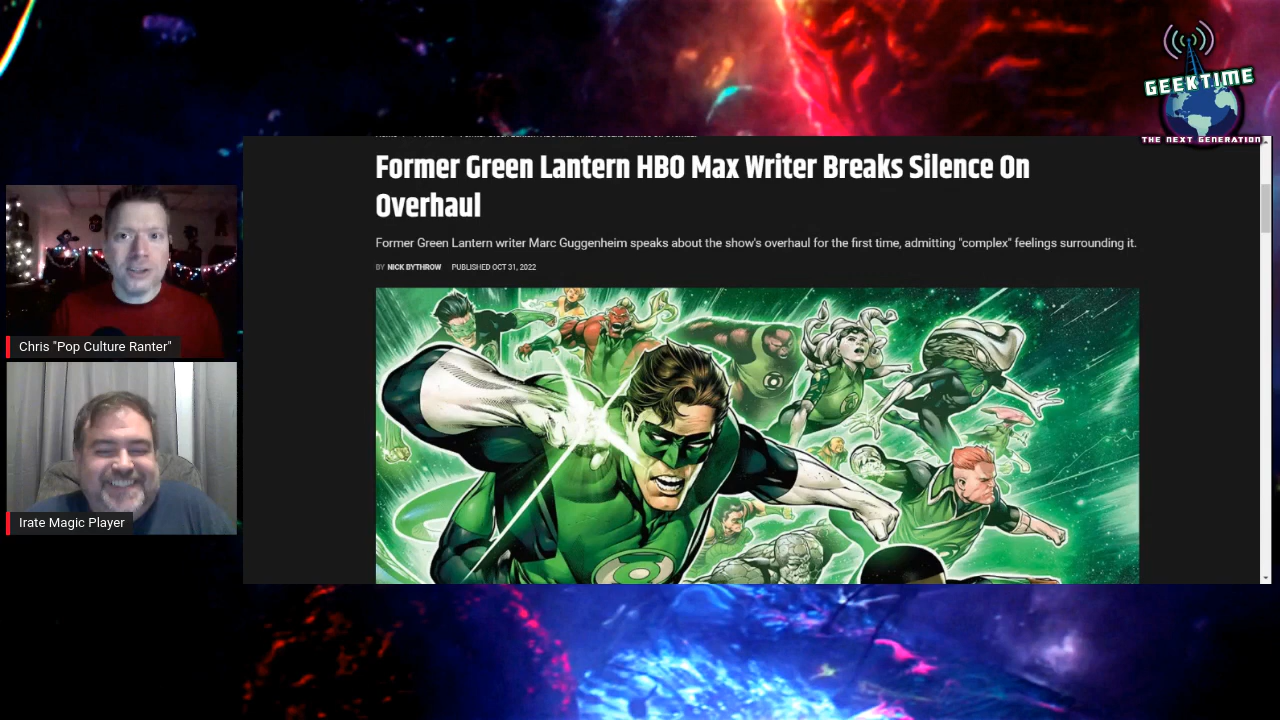 GEEKTIME
THE NEXT GENERATION
Former Green Lantern HBO Max Writer Breaks Silence On
Overhaul
Former Green Lantern writer Marc Guggenheim speaks about the show's overhaul for the first time, admitting "complex" feelings surrounding it.
BY NICK BYTHROW PUBLISHED OCT 31, 2022
Chris "Pop Culture Ranter"
Irate Magic Player